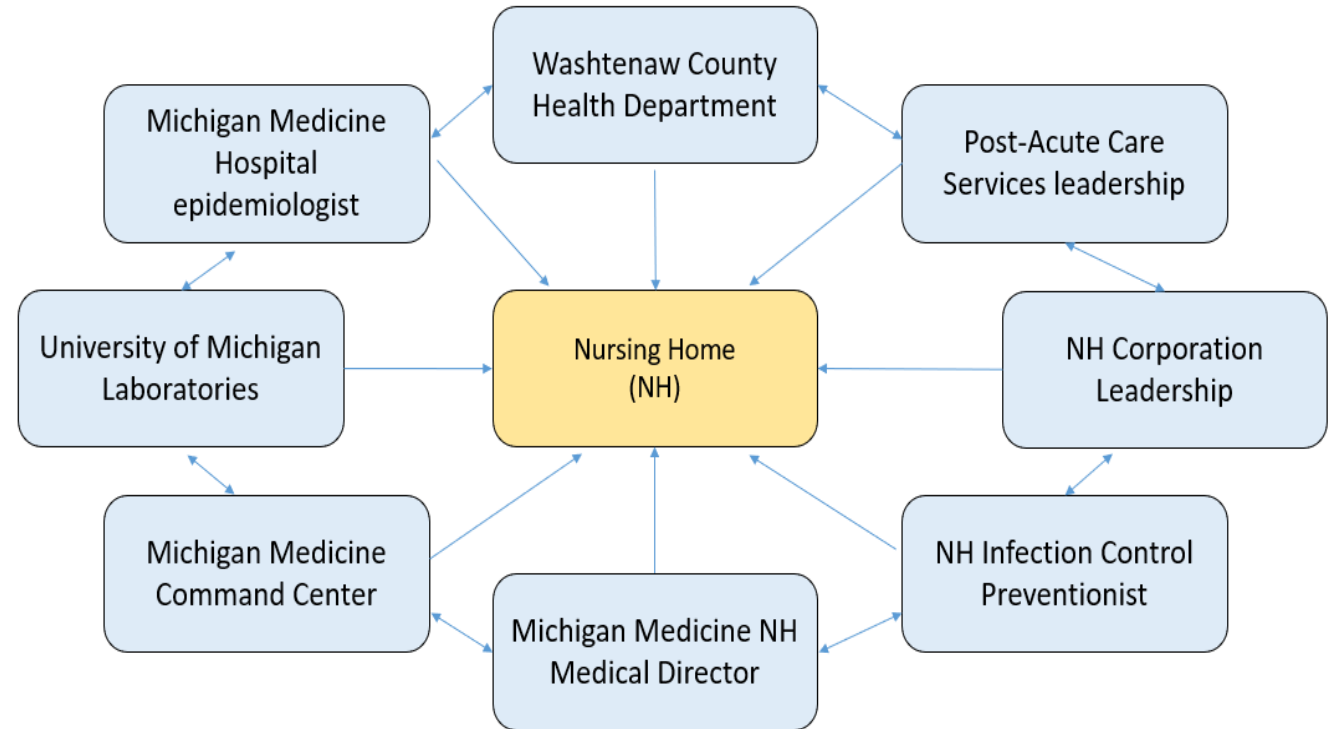 Washtenaw County
Health Department
Michigan Medicine
Hospital
epidemiologist
Post-Acute Care
Services leadership
University of Michigan
Laboratories
Nursing Home
(NH)
NH Corporation
Leadership
Michigan Medicine
Command Center
NH Infection Control
Preventionist
Michigan Medicine NH
Medical Director